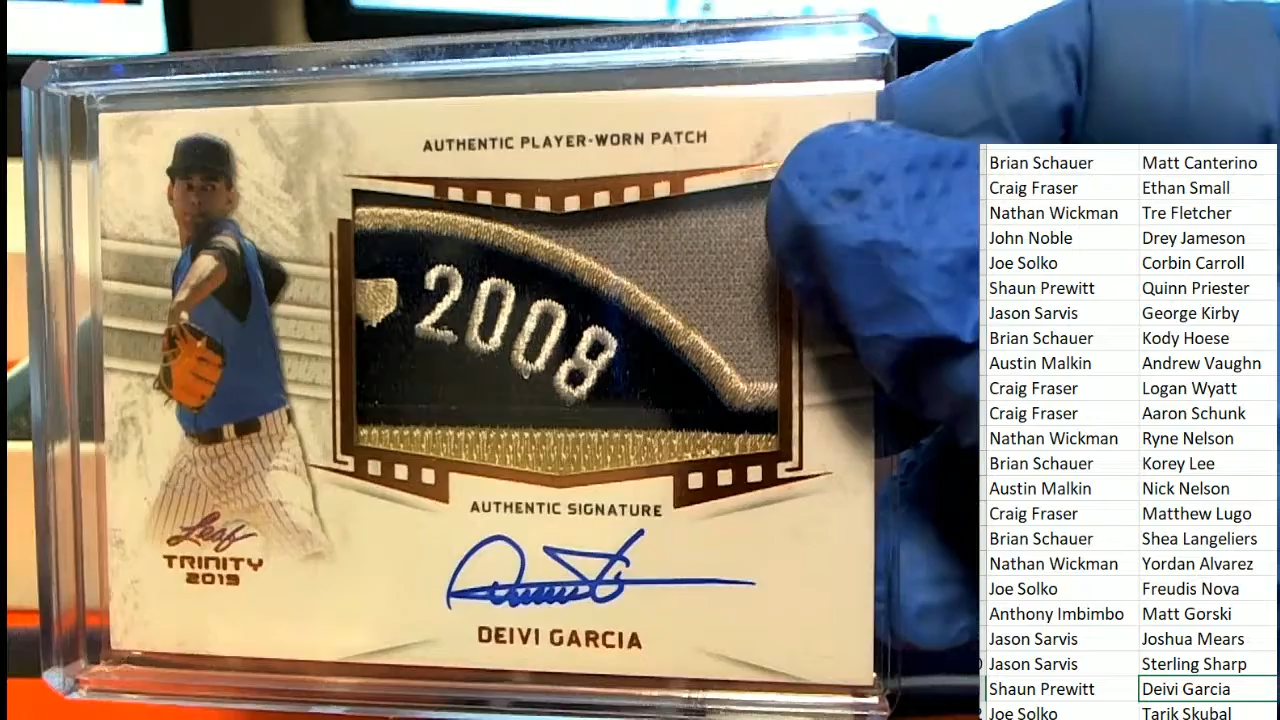 AUTHENTIC PLAYER-WORN PATCH
2008
AUTHENTIC SIGNATURE
DEIVI GARCIA
Leaf
TRINITY
2019
Brian Schauer Matt Canterino
Craig Fraser Ethan Small
Nathan Wickman Tre Fletcher
John Noble Drey Jameson
Joe Solko Corbin Carroll
Shaun Prewitt Quinn Priester
Jason Sarvis George Kirby
Brian Schauer Kody Hoese
Austin Malkin Andrew Vaughn
Craig Fraser Logan Wyatt
Craig Fraser Aaron Schunk
Nathan Wickman Ryne Nelson
Brian Schauer Korey Lee
Austin Malkin Nick Nelson
Craig Fraser Matthew Lugo
Brian Schauer Shea Langeliers
Nathan Wickman Yordan Alvarez
Joe Solko Freudis Nova
Anthony Imbimbo Matt Gorski
Jason Sarvis Joshua Mears
Jason Sarvis Sterling Sharp
Shaun Prewitt Deivi Garcia
Joe Solko Tarik Skubal